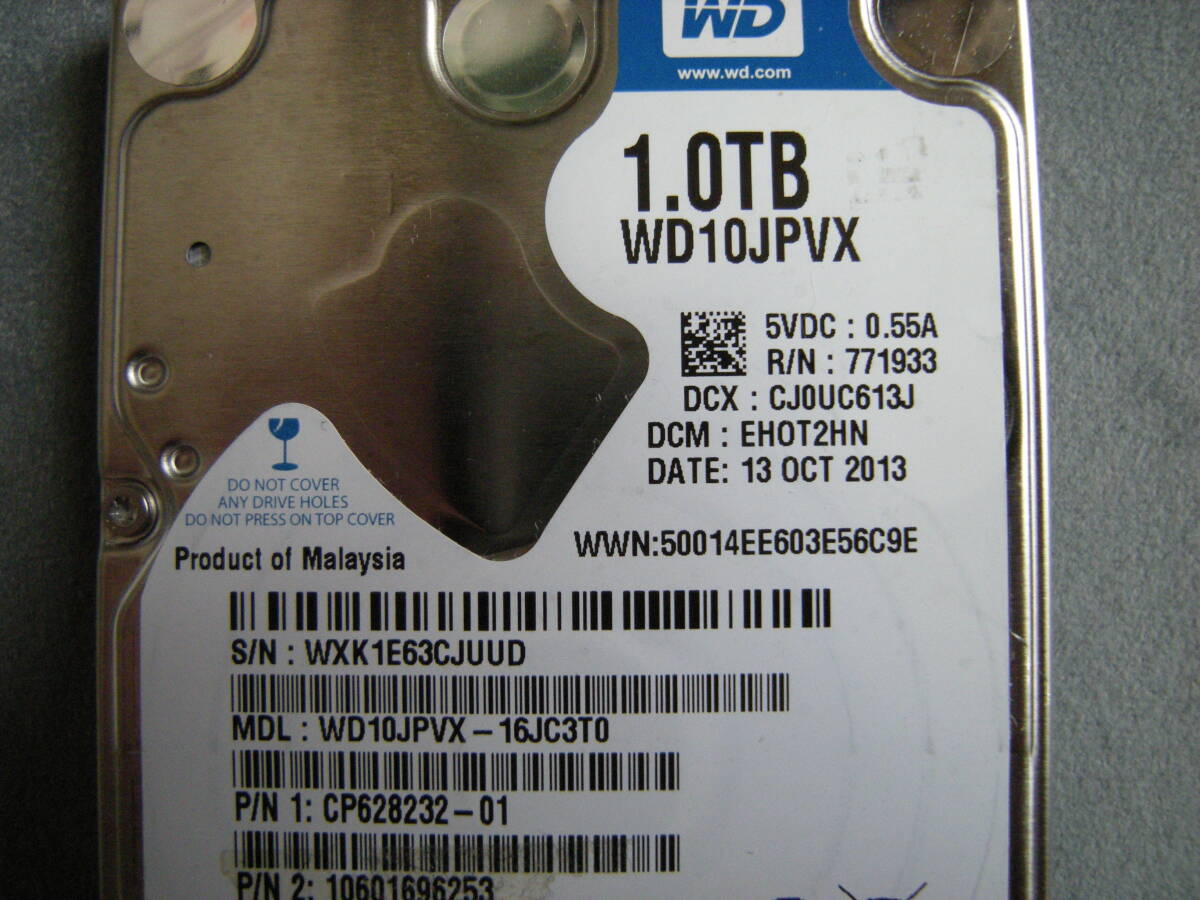 WD
www.wd.com
1.0TB
WD10JPVX
5VDC : 0.55A
R/N : 771933
DCX : CJ0UC613J
DCM : EHOT2HN
DATE: 13 OCT 2013
DO NOT COVER
ANY DRIVE HOLES
DO NOT PRESS ON TOP COVER
Product of Malaysia
WWN:50014EE603E56C9E
S/N : WXK1E63CJUUD
MDL : WD10JPVX – 16JC3T0
P/N 1: CP628232 – 01
P/N 2: 10601696253